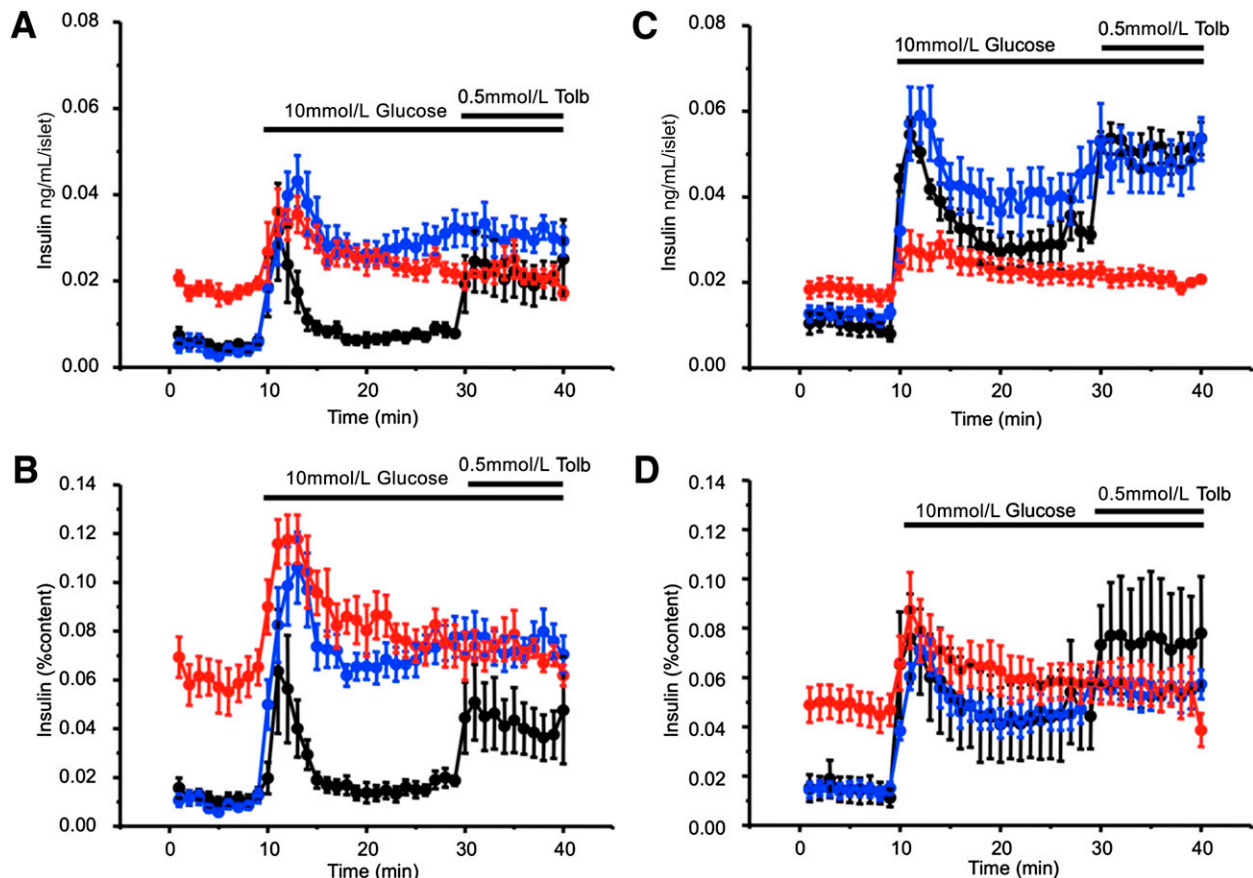 A
0.5mmol/L Tolb
10mmol/L Glucose
Insulin ng/mL/islet)
0.08
0.06
0.04
0.02
0.00
0 10 20 30 40
Time (min)
C
0.5mmol/L Tolb
10mmol/L Glucose
Insulin ng/mL/islet)
0.08
0.06
0.04
0.02
0.00
0 10 20 30 40
Time (min)
B
0.5mmol/L Tolb
10mmol/L Glucose
Insulin (%content)
0.14
0.12
0.10
0.08
0.06
0.04
0.02
0.00
0 10 20 30 40
Time (min)
D
0.5mmol/L Tolb
10mmol/L Glucose
Insulin (%content)
0.14
0.12
0.10
0.08
0.06
0.04
0.02
0.00
0 10 20 30 40
Time (min)